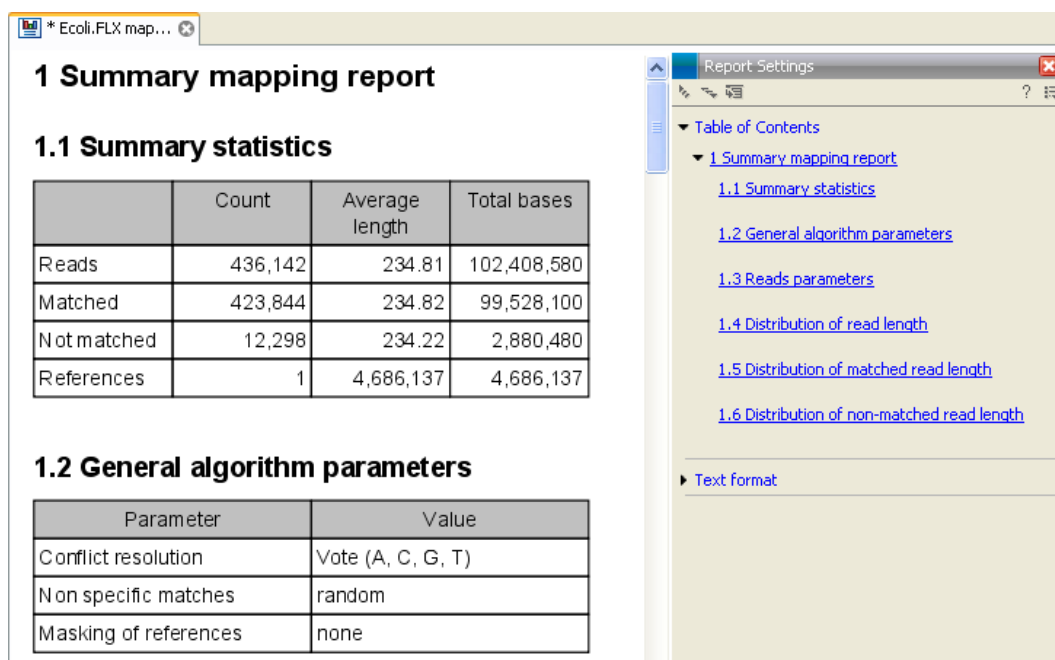 * Ecoli.FLX map...
1 Summary mapping report
1.1 Summary statistics
Count Average length Total bases
Reads 436,142 234.81 102,408,580
Matched 423,844 234.82 99,528,100
Not matched 12,298 234.22 2,880,480
References 1 4,686,137 4,686,137
1.2 General algorithm parameters
Parameter Value
Conflict resolution Vote (A, C, G, T)
Non specific matches random
Masking of references none
Report Settings
?
Table of Contents
1 Summary mapping report
1.1 Summary statistics
1.2 General algorithm parameters
1.3 Reads parameters
1.4 Distribution of read length
1.5 Distribution of matched read length
1.6 Distribution of non-matched read length
Text format